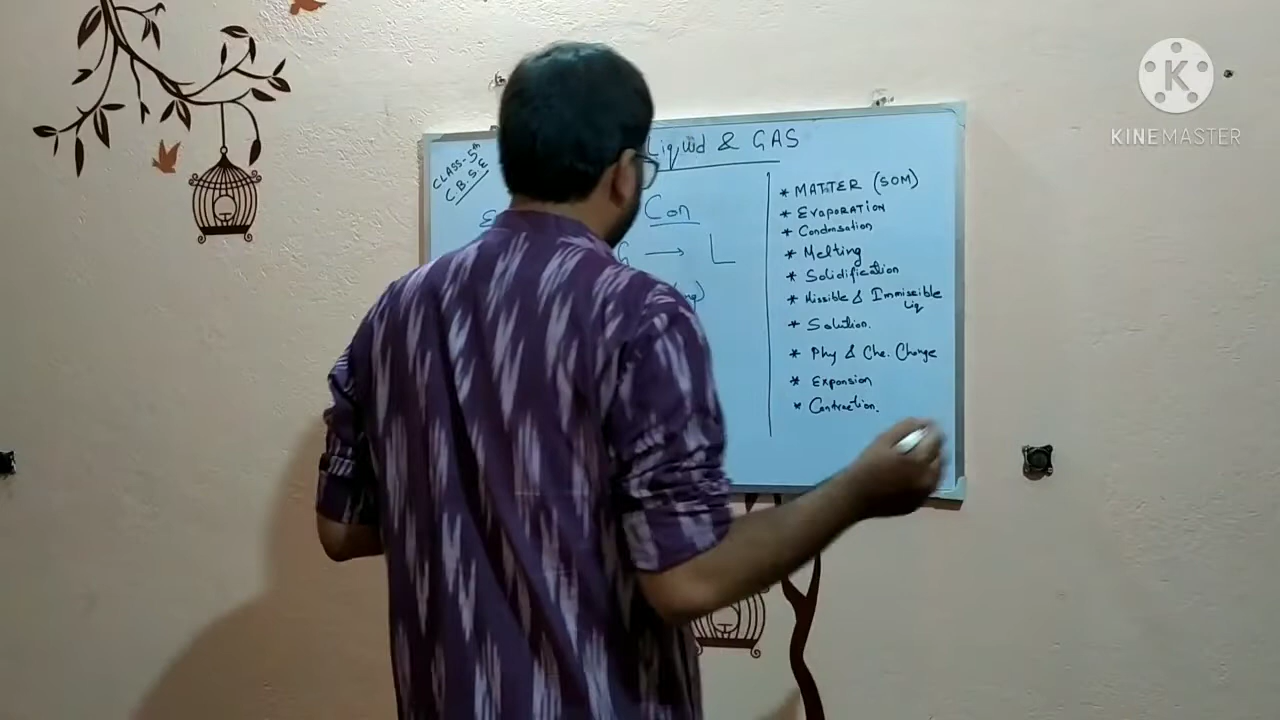 Liquid & GAS
CLASS-5th
C.B.S.E
Con
G → L
* MATTER (SOM)
* EVAPORATION
* Condensation
* Melting
* Solidification
* Missible & Immiscible
Liq
* Solution.
* Phy & Che. Change
* Expansion
* Contraction.
KINEMASTER